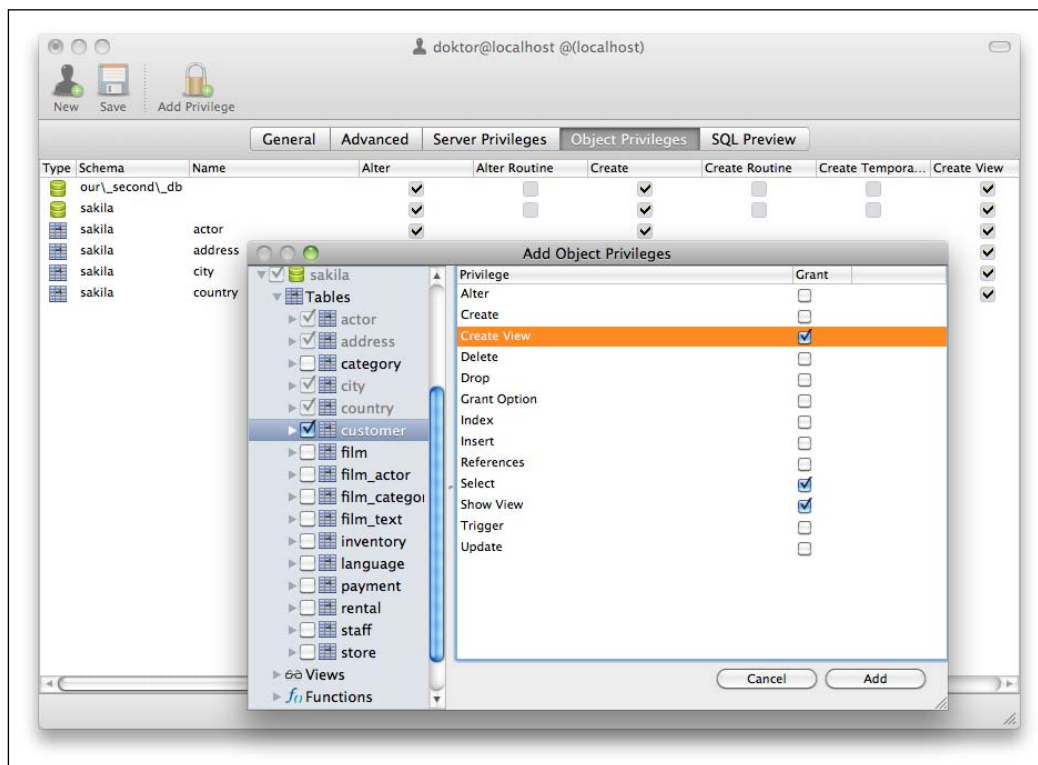 doktor@localhost @(localhost)
New Save Add Privilege
General Advanced Server Privileges Object Privileges SQL Preview
Type Schema Name Alter Alter Routine Create Create Routine Create Tempora... Create View
our\_second\_db
sakila
sakila actor
sakila address
sakila city
sakila country
Add Object Privileges
sakila
Tables
actor
address
category
city
country
customer
film
film_actor
film_categor
film_text
inventory
language
payment
rental
staff
store
Views
f() Functions
Privilege Grant
Alter
Create
Create View
Delete
Drop
Grant Option
Index
Insert
References
Select
Show View
Trigger
Update
Cancel Add